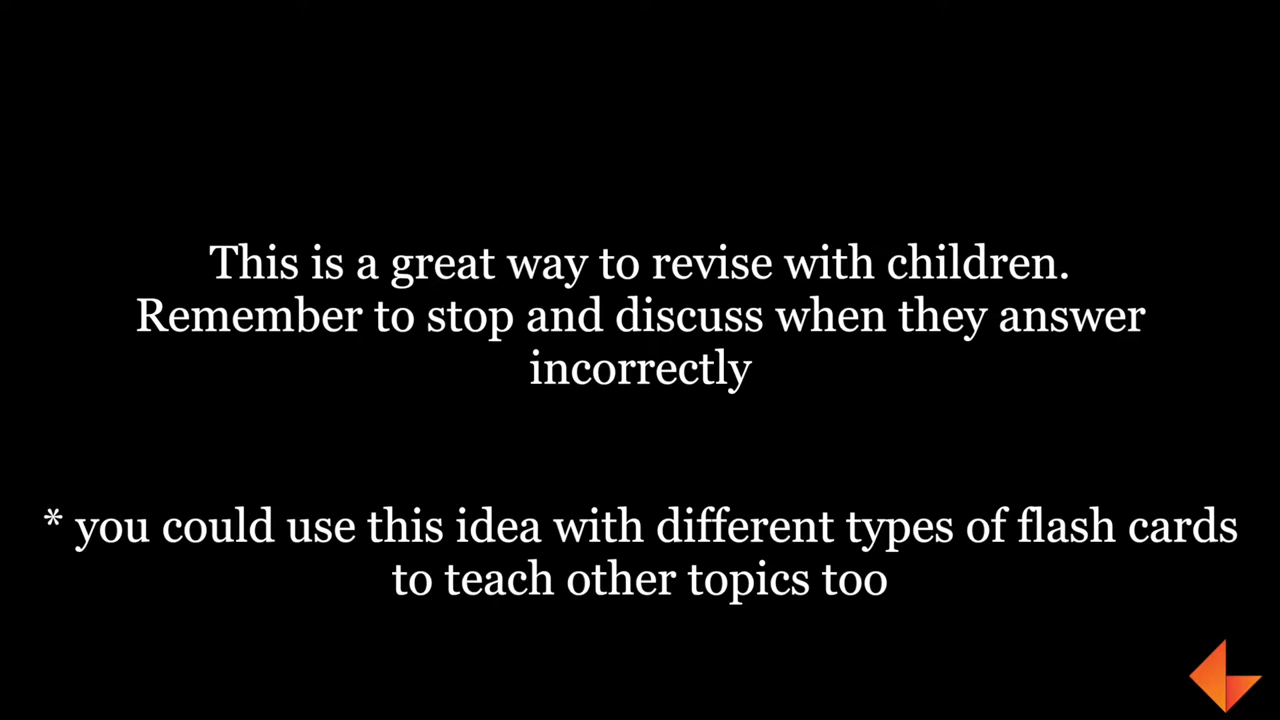 This is a great way to revise with children.
Remember to stop and discuss when they answer
incorrectly
* you could use this idea with different types of flash cards
to teach other topics too